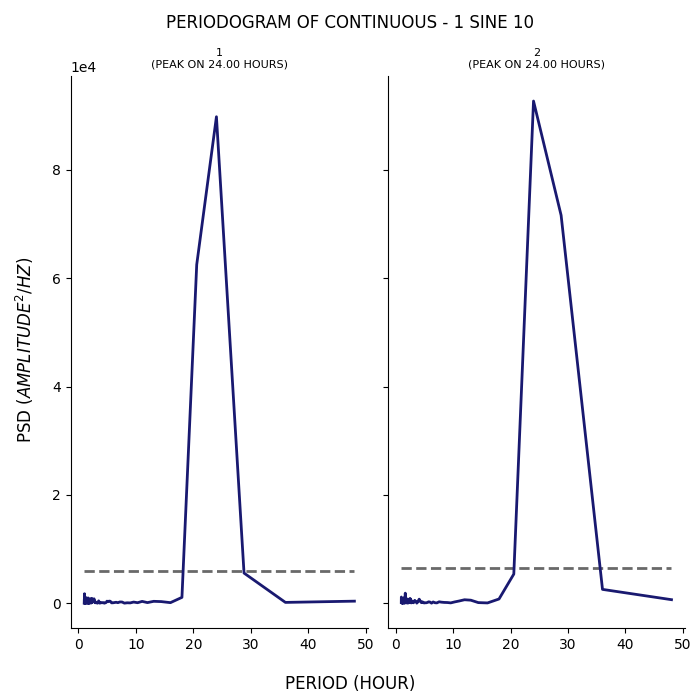 PERIODOGRAM OF CONTINUOUS - 1 SINE 10
1
(PEAK ON 24.00 HOURS)
2
(PEAK ON 24.00 HOURS)
1e4
8
6
4
2
0
PSD (AMPLITUDE²/HZ)
0 10 20 30 40 50
0 10 20 30 40 50
PERIOD (HOUR)